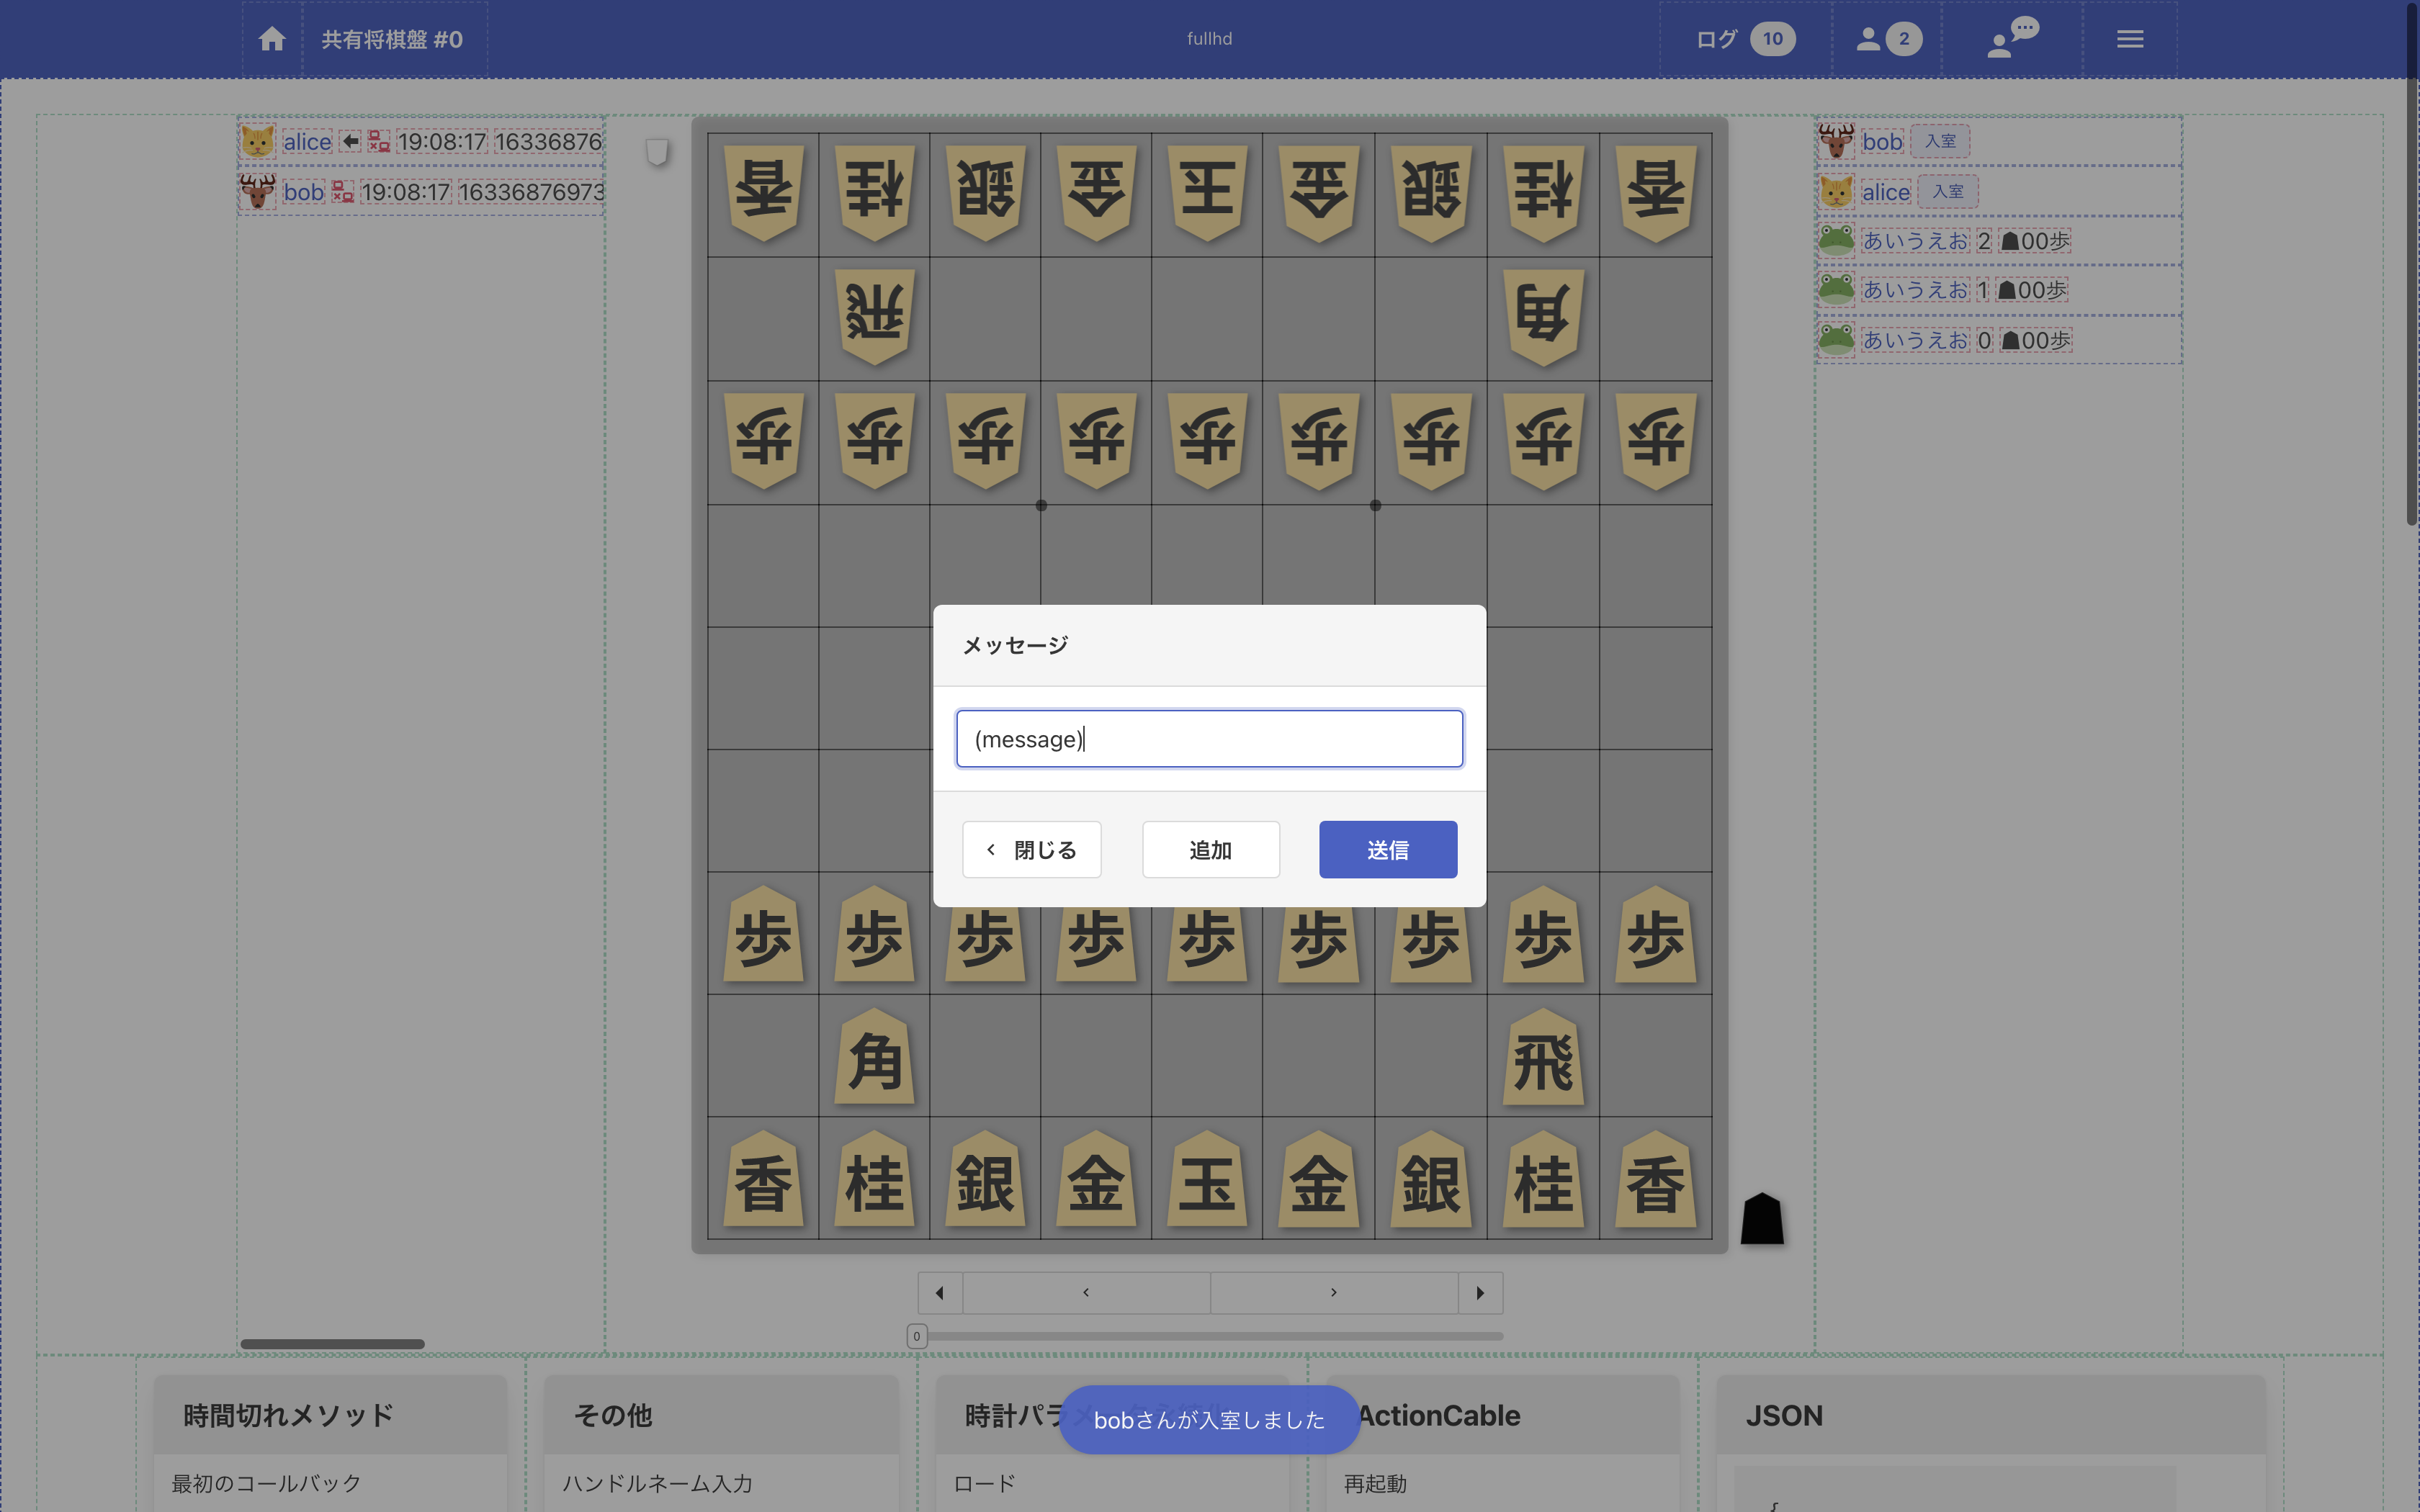 共有将棋盤 #0
fullhd
ログ 10
2
alice 19:08:17 16336876
bob 19:08:17 16336876973
bob 入室
alice 入室
あいうえお 2 ☗00歩
あいうえお 1 ☗00歩
あいうえお 0 ☗00歩
香 桂 銀 金 玉 金 銀 桂 香
飛 角
歩 歩 歩 歩 歩 歩 歩 歩 歩
メッセージ
(message)
閉じる 追加 送信
歩 歩 歩 歩 歩 歩 歩 歩 歩
角 飛
香 桂 銀 金 玉 金 銀 桂 香
0
時間切れメソッド
最初のコールバック
その他
ハンドルネーム入力
時計パラ
ロード
bobさんが入室しました
ActionCable
再起動
JSON
{